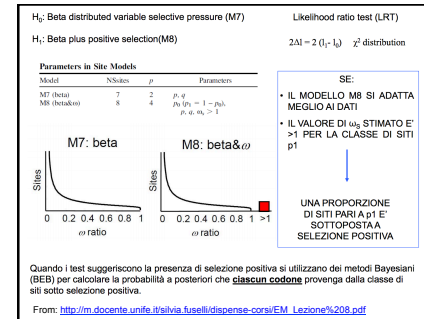 H0: Beta distributed variable selective pressure (M7)
H1: Beta plus positive selection(M8)
Likelihood ratio test (LRT)
2Δl = 2 (l1- l0) χ² distribution
Parameters in Site Models
Model NSsites p Parameters
M7 (beta) 7 2 p, q
M8 (beta&ω) 8 4 p0 (p1 = 1 – p0),
p, q, ωs > 1
M7: beta
Sites
0 0.2 0.4 0.6 0.8 1
ω ratio
M8: beta&ω
Sites
0 0.2 0.4 0.6 0.8 1 >1
ω ratio
SE:
• IL MODELLO M8 SI ADATTA
MEGLIO AI DATI
• IL VALORE DI ωS STIMATO E'
>1 PER LA CLASSE DI SITI
p1
UNA PROPORZIONE
DI SITI PARI A p1 E'
SOTTOPOSTA A
SELEZIONE POSITIVA
Quando i test suggeriscono la presenza di selezione positiva si utilizzano dei metodi Bayesiani
(BEB) per calcolare la probabilità a posteriori che ciascun codone provenga dalla classe di
siti sotto selezione positiva.
From: http://m.docente.unife.it/silvia.fuselli/dispense-corsi/EM_Lezione%208.pdf